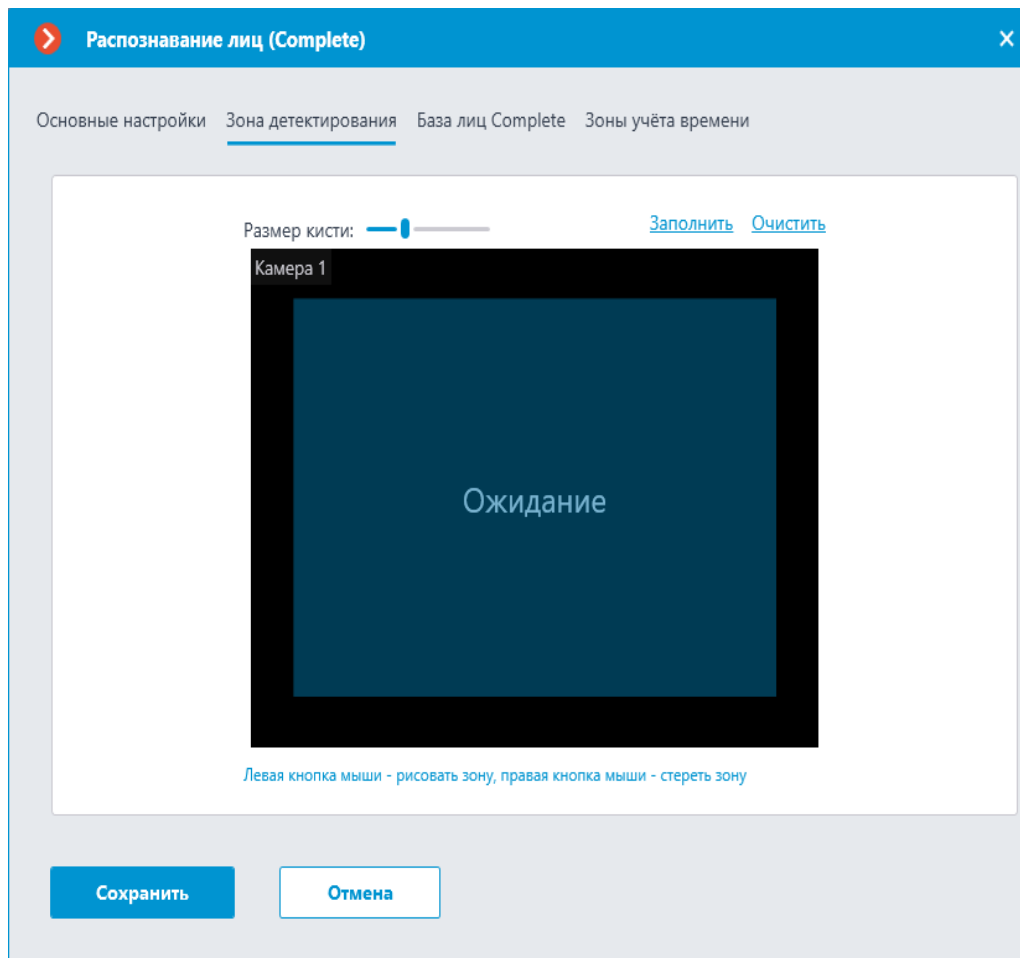 Распознавание лиц (Complete)
Основные настройки Зона детектирования База лиц Complete Зоны учёта времени
Размер кисти: Заполнить Очистить
Камера 1
Ожидание
Левая кнопка мыши - рисовать зону, правая кнопка мыши - стереть зону
Сохранить Отмена